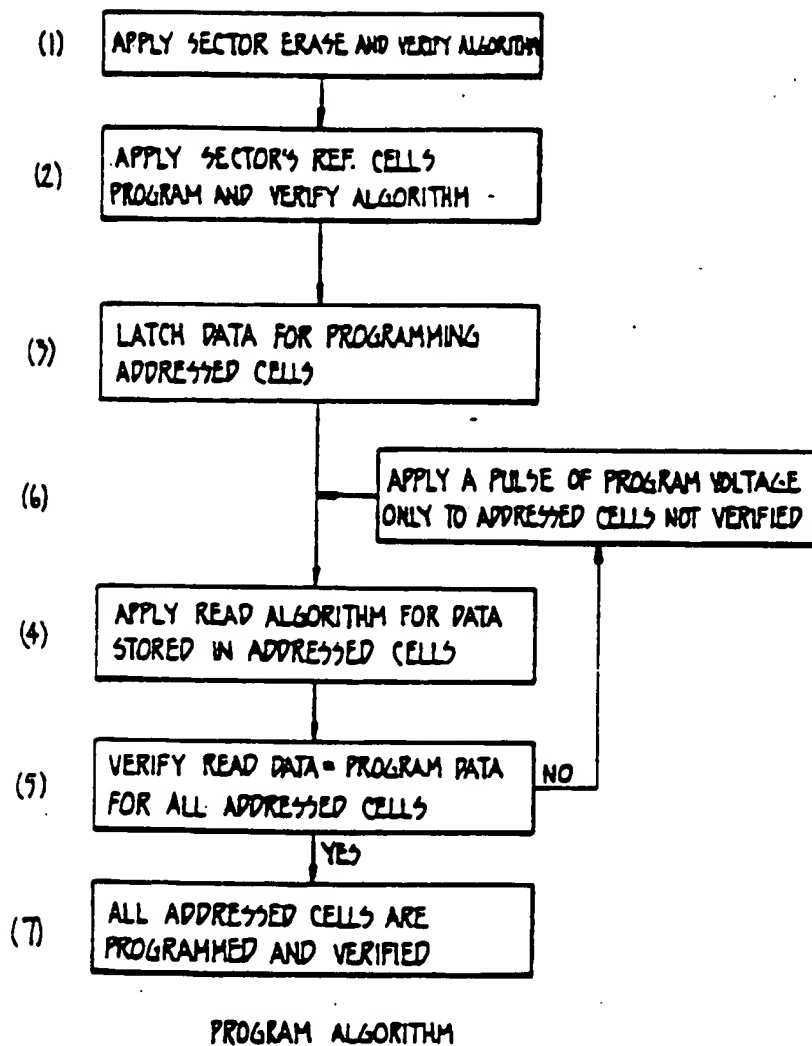 (1) APPLY SECTOR ERASE AND VERIFY ALGORITHM
(2) APPLY SECTOR'S REF. CELLS
PROGRAM AND VERIFY ALGORITHM
(3) LATCH DATA FOR PROGRAMMING
ADDRESSED CELLS
(6) APPLY A PULSE OF PROGRAM VOLTAGE
ONLY TO ADDRESSED CELLS NOT VERIFIED
(4) APPLY READ ALGORITHM FOR DATA
STORED IN ADDRESSED CELLS
(5) VERIFY READ DATA = PROGRAM DATA
FOR ALL ADDRESSED CELLS
NO
YES
(7) ALL ADDRESSED CELLS ARE
PROGRAMMED AND VERIFIED
PROGRAM ALGORITHM